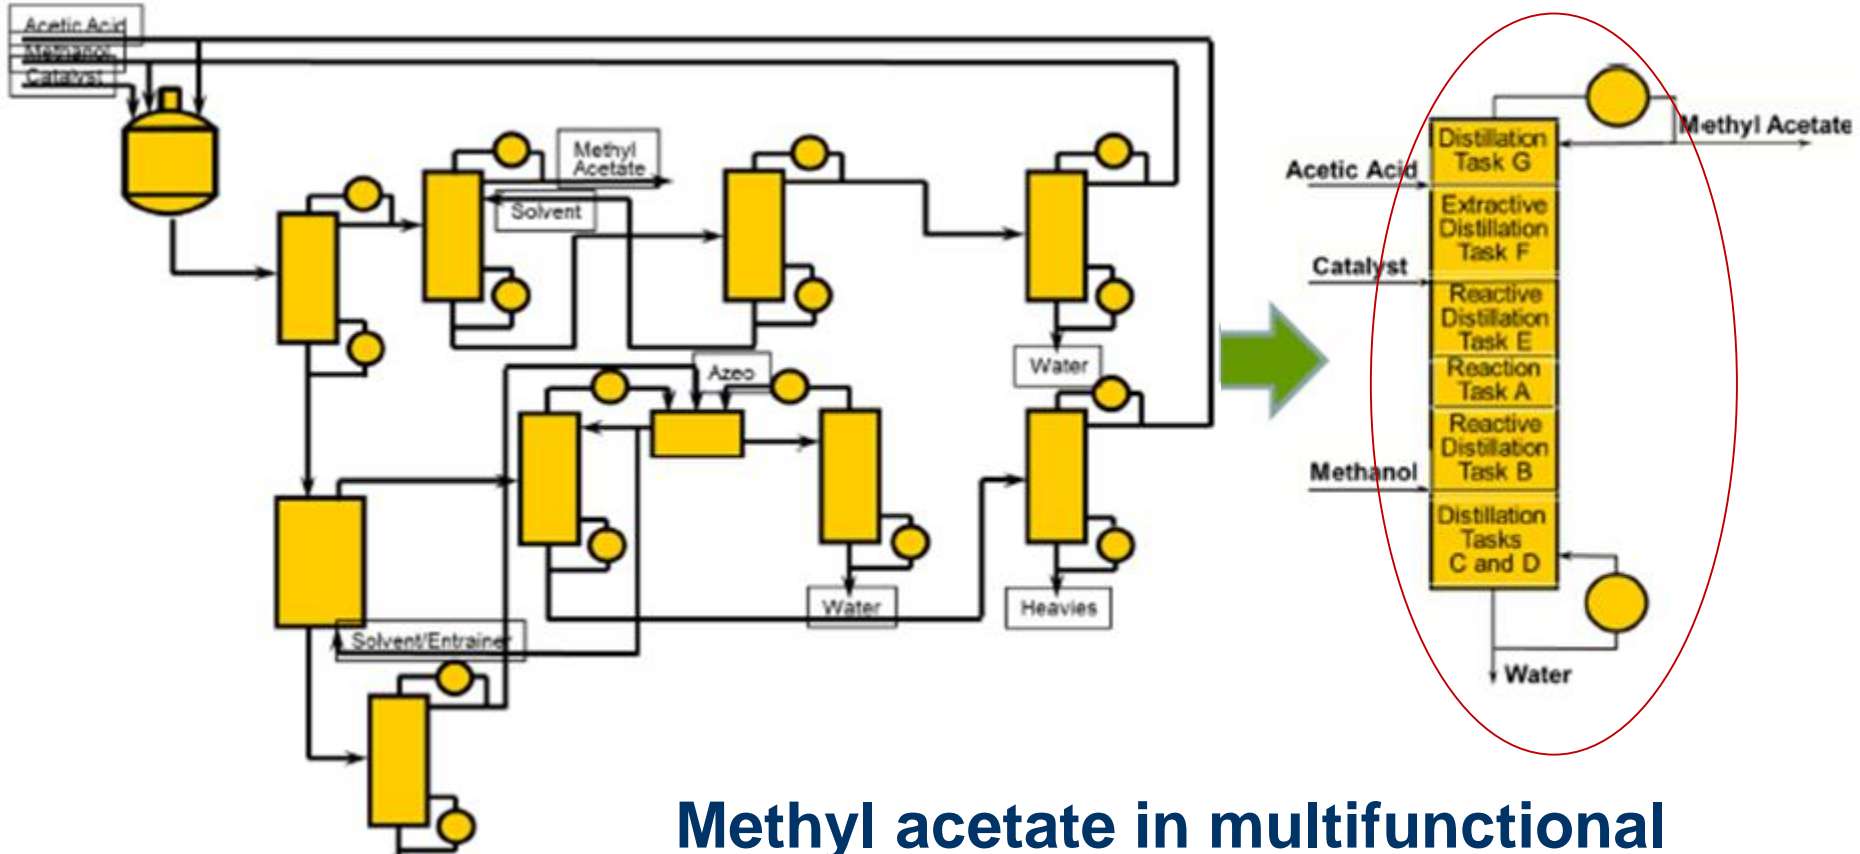 Acetic Acid
Methanol
Catalyst
Methyl
Acetate
Solvent
Azeo
Water
Water
Heavies
Solvent/Entrainer
Distillation
Task G
Extractive
Distillation
Task F
Reactive
Distillation
Task E
Reaction
Task A
Reactive
Distillation
Task B
Distillation
Tasks
C and D
Acetic Acid
Catalyst
Methanol
Methyl Acetate
Water
Methyl acetate in multifunctional